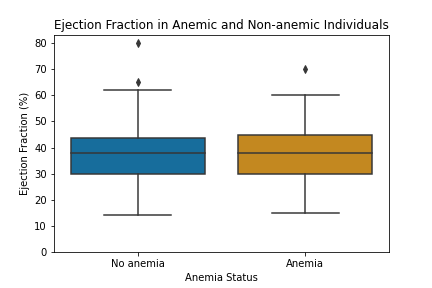 Ejection Fraction in Anemic and Non-anemic Individuals
80
70
60
50
40
30
20
10
0
Ejection Fraction (%)
No anemia
Anemia
Anemia Status